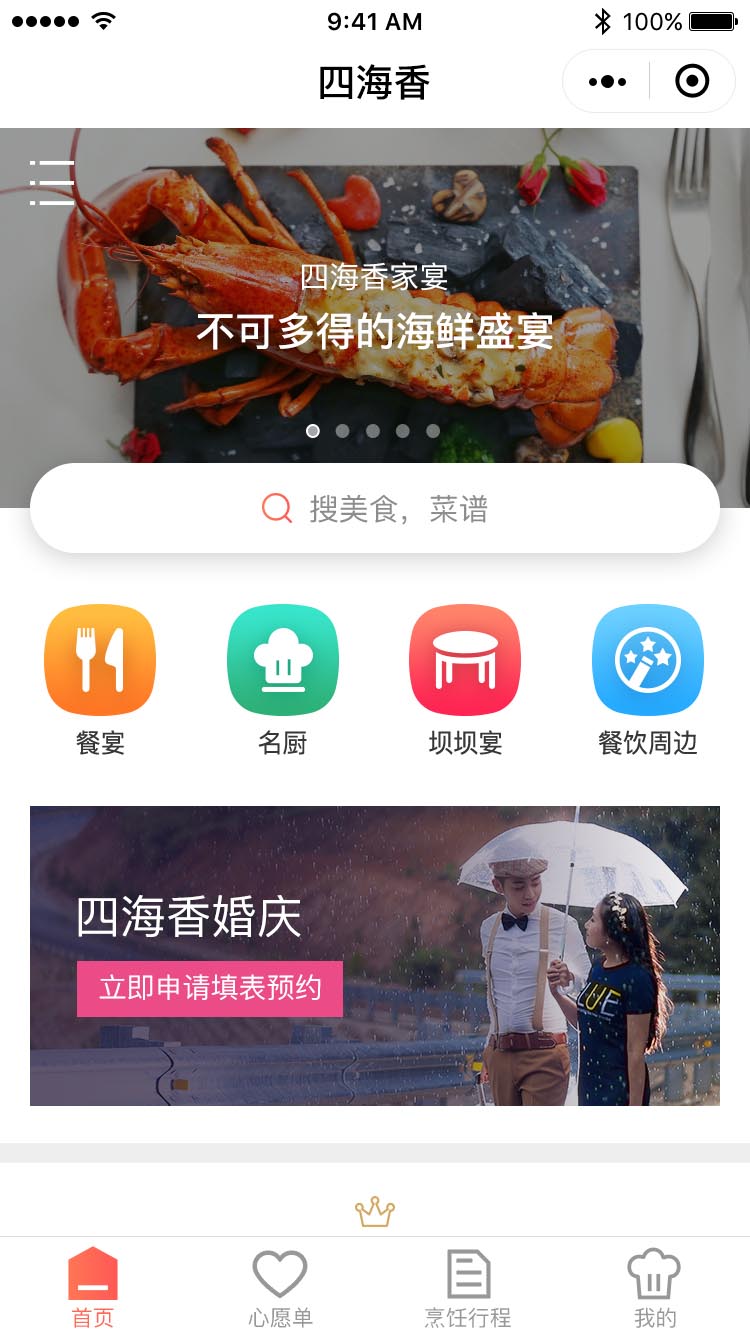 9:41 AM
100%
四海香
四海香家宴
不可多得的海鲜盛宴
搜美食，菜谱
餐宴
名厨
坝坝宴
餐饮周边
四海香婚庆
立即申请填表预约
首页
心愿单
烹饪行程
我的